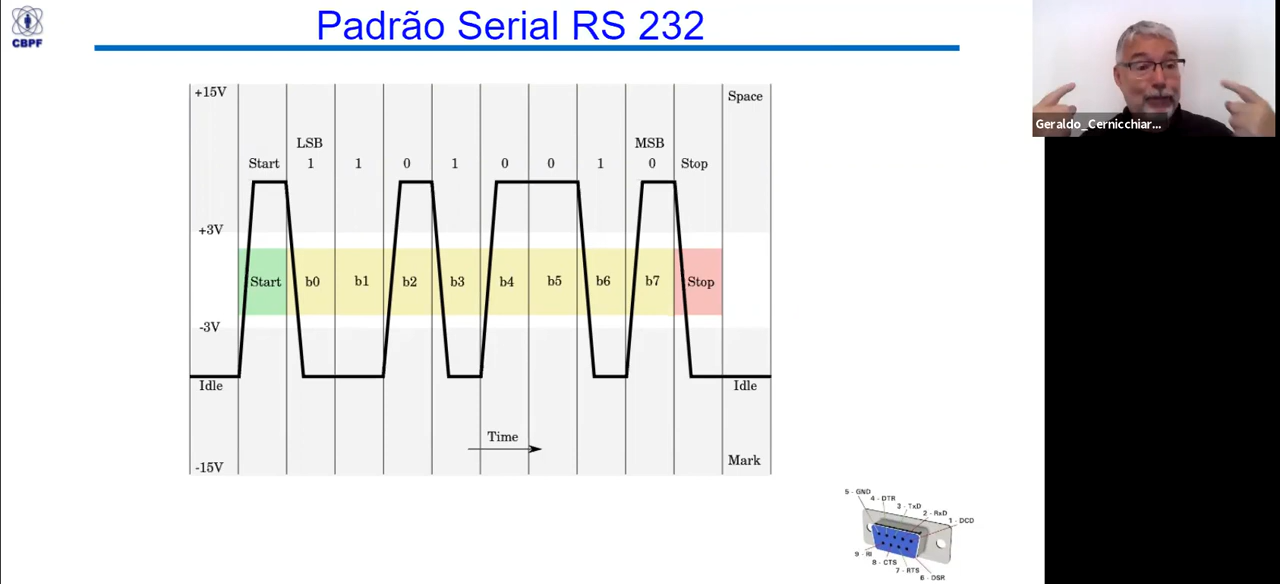 CBPF
Padrão Serial RS 232
Geraldo_Cernicchiar...
+15V
Space
LSB
MSB
Start 1 1 0 1 0 0 1 0 Stop
+3V
Start b0 b1 b2 b3 b4 b5 b6 b7 Stop
-3V
Idle
Idle
Time
-15V
Mark
5 - GND
4 - DTR
3 - TxD
2 - RxD
1 - DCD
9 - RI
8 - CTS
7 - RTS
6 - DSR